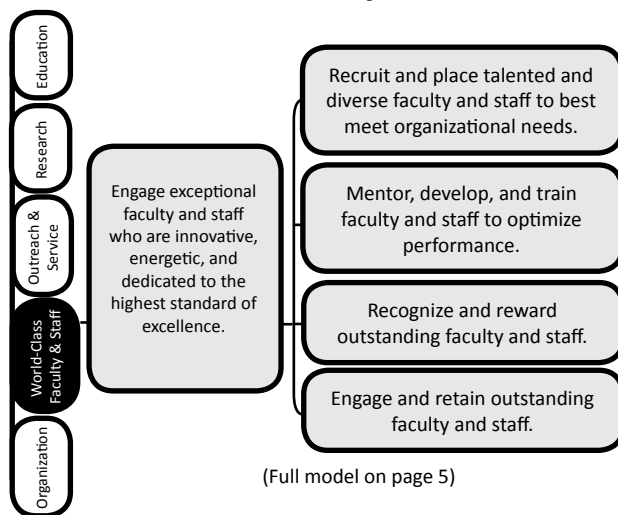 Education
Research
Outreach &
Service
World-Class
Faculty & Staff
Organization
Engage exceptional
faculty and staff
who are innovative,
energetic, and
dedicated to the
highest standard of
excellence.
Recruit and place talented and
diverse faculty and staff to best
meet organizational needs.
Mentor, develop, and train
faculty and staff to optimize
performance.
Recognize and reward
outstanding faculty and staff.
Engage and retain outstanding
faculty and staff.
(Full model on page 5)